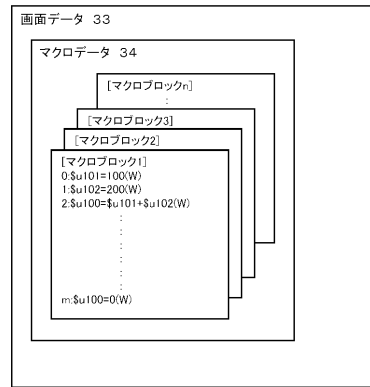 画面データ 33
マクロデータ 34
[マクロブロックn]
:
[マクロブロック3]
[マクロブロック2]
[マクロブロック1]
0:$u101=100(W)
1:$u102=200(W)
2:$u100=$u101+$u102(W)
:
:
:
:
:
:
m:$u100=0(W)